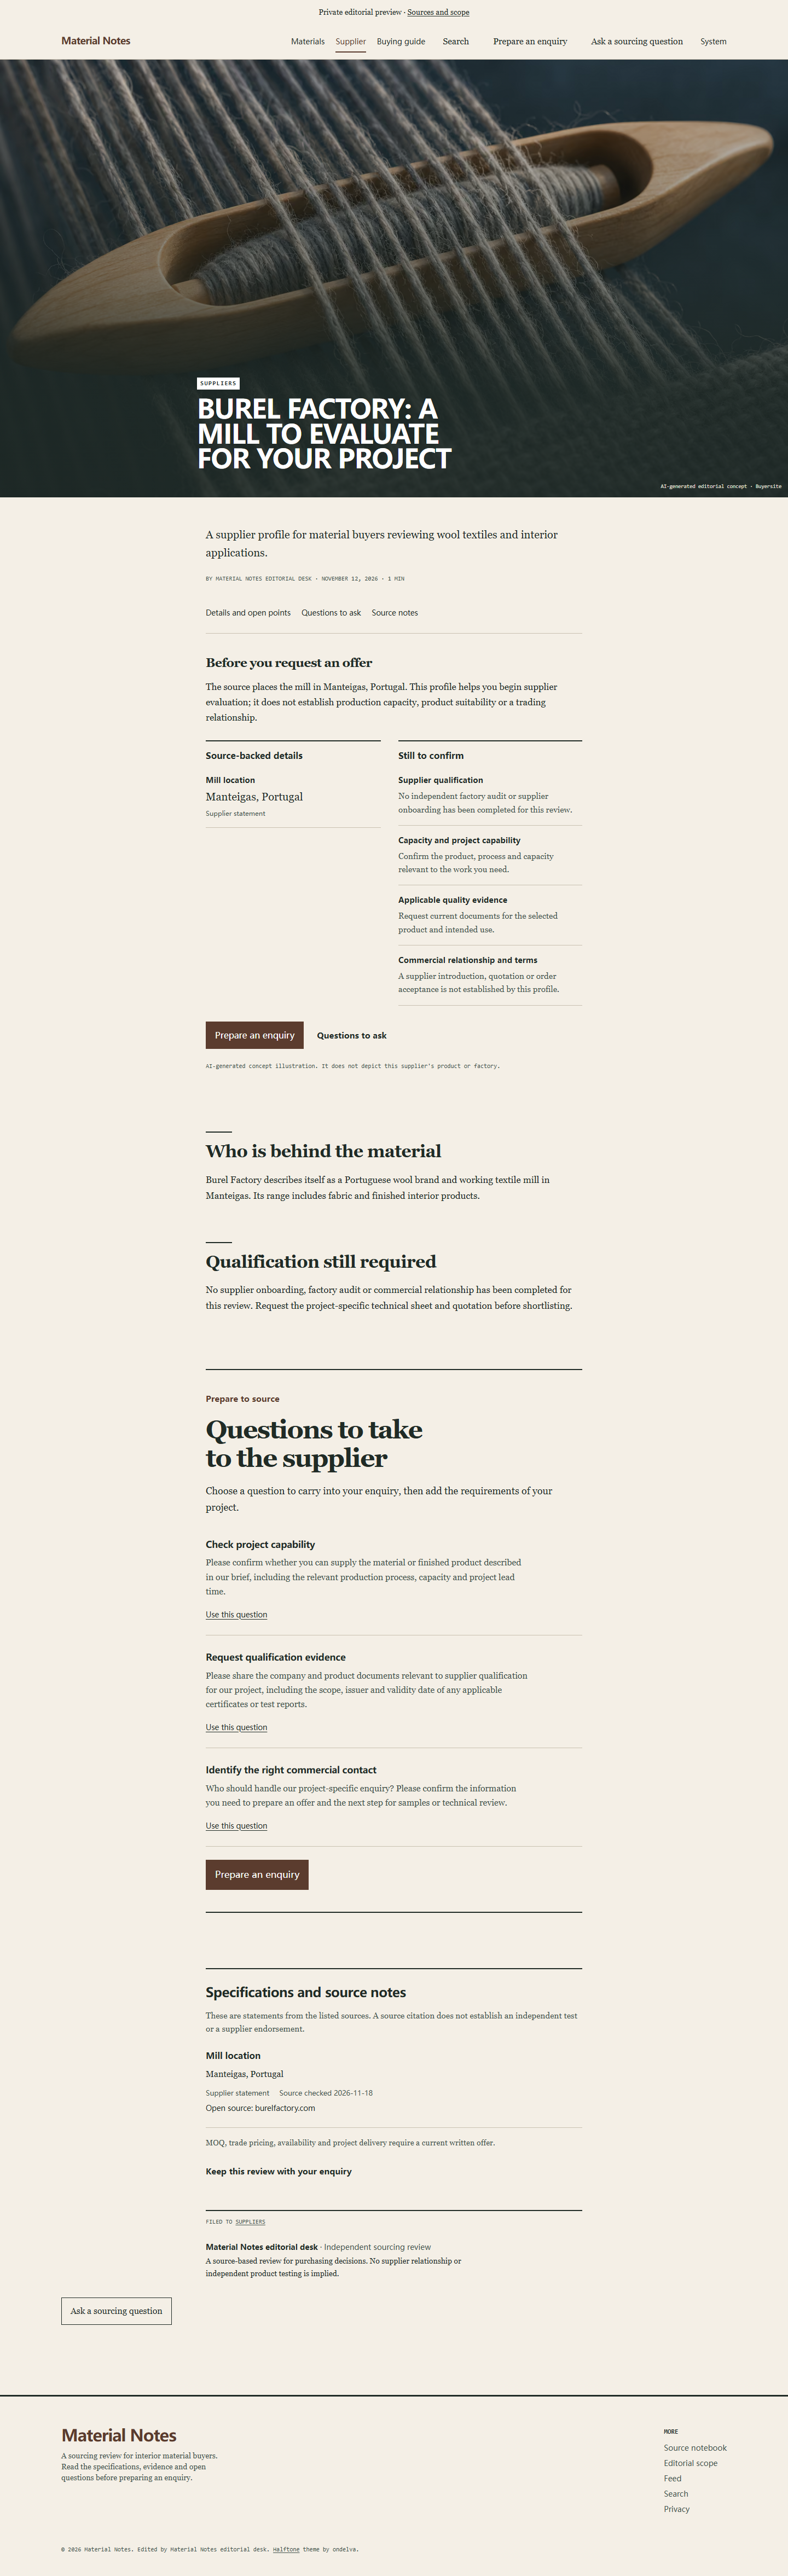 Private editorial preview · Sources and scope
Material Notes
Materials Supplier Buying guide Search Prepare an enquiry Ask a sourcing question System
SUPPLIERS
BUREL FACTORY: A
MILL TO EVALUATE
FOR YOUR PROJECT
AI-generated editorial concept · Buyersite
A supplier profile for material buyers reviewing wool textiles and interior
applications.
BY MATERIAL NOTES EDITORIAL DESK · NOVEMBER 12, 2026 · 1 MIN
Details and open points Questions to ask Source notes
Before you request an offer
The source places the mill in Manteigas, Portugal. This profile helps you begin supplier
evaluation; it does not establish production capacity, product suitability or a trading
relationship.
Source-backed details
Mill location
Manteigas, Portugal
Supplier statement
Still to confirm
Supplier qualification
No independent factory audit or supplier
onboarding has been completed for this review.
Capacity and project capability
Confirm the product, process and capacity
relevant to the work you need.
Applicable quality evidence
Request current documents for the selected
product and intended use.
Commercial relationship and terms
A supplier introduction, quotation or order
acceptance is not established by this profile.
Prepare an enquiry Questions to ask
AI-generated concept illustration. It does not depict this supplier's product or factory.
Who is behind the material
Burel Factory describes itself as a Portuguese wool brand and working textile mill in
Manteigas. Its range includes fabric and finished interior products.
Qualification still required
No supplier onboarding, factory audit or commercial relationship has been completed for
this review. Request the project-specific technical sheet and quotation before shortlisting.
Prepare to source
Questions to take
to the supplier
Choose a question to carry into your enquiry, then add the requirements of your
project.
Check project capability
Please confirm whether you can supply the material or finished product described
in our brief, including the relevant production process, capacity and project lead
time.
Use this question
Request qualification evidence
Please share the company and product documents relevant to supplier qualification
for our project, including the scope, issuer and validity date of any applicable
certificates or test reports.
Use this question
Identify the right commercial contact
Who should handle our project-specific enquiry? Please confirm the information
you need to prepare an offer and the next step for samples or technical review.
Use this question
Prepare an enquiry
Specifications and source notes
These are statements from the listed sources. A source citation does not establish an independent test
or a supplier endorsement.
Mill location
Manteigas, Portugal
Supplier statement Source checked 2026-11-18
Open source: burelfactory.com
MOQ, trade pricing, availability and project delivery require a current written offer.
Keep this review with your enquiry
FILED TO SUPPLIERS
Material Notes editorial desk · Independent sourcing review
A source-based review for purchasing decisions. No supplier relationship or
independent product testing is implied.
Ask a sourcing question
Material Notes
A sourcing review for interior material buyers.
Read the specifications, evidence and open
questions before preparing an enquiry.
MORE
Source notebook
Editorial scope
Feed
Search
Privacy
© 2026 Material Notes. Edited by Material Notes editorial desk. Halftone theme by ondelva.